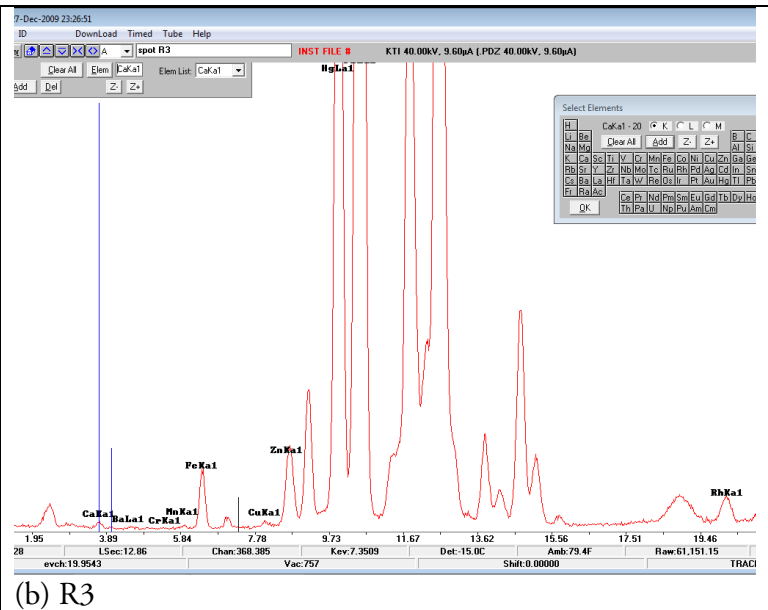 7-Dec-2009 23:26:51
ID DownLoad Timed Tube Help
A spot R3 INST FILE # KTI 40.00kV, 9.60µA (.PDZ 40.00kV, 9.60µA)
Clear All Elem CaKa1 Elem List: CaKa1
Add Del Z- Z+
HgLa1
Select Elements
CaKa1 - 20 K L M
Clear All Add Z- Z+
H
Li Be B C
Na Mg Al Si
K Ca Sc Ti V Cr Mn Fe Co Ni Cu Zn Ga Ge
Rb Sr Y Zr Nb Mo Tc Ru Rh Pd Ag Cd In Sn
Cs Ba La Hf Ta W Re Os Ir Pt Au Hg Tl Pb
Fr Ra Ac
Ce Pr Nd Pm Sm Eu Gd Tb Dy Ho
Th Pa U Np Pu Am Cm
OK
ZnKa1
FeKa1
RhKa1
CaKa1 BaLa1 CrKa1 MnKa1 CuKa1
1.95 3.89 5.84 7.78 9.73 11.67 13.62 15.56 17.51 19.46
28 LSec:12.86 Chan:368.385 Kev:7.3509 Det:-15.0C Amb:79.4F Raw:61,151.15
evch:19.9543 Vac:757 Shift:0.00000 TRAC
(b) R3